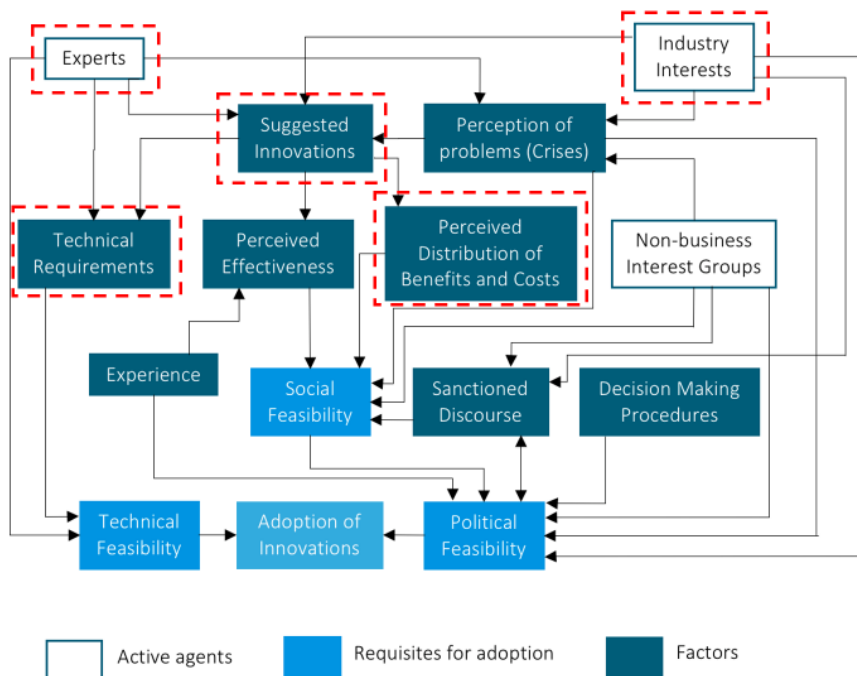 Experts
Industry
Interests
Suggested
Innovations
Perception of
problems (Crises)
Technical
Requirements
Perceived
Effectiveness
Perceived
Distribution of
Benefits and Costs
Non-business
Interest Groups
Experience
Social
Feasibility
Sanctioned
Discourse
Decision Making
Procedures
Technical
Feasibility
Adoption of
Innovations
Political
Feasibility
Active agents
Requisites for adoption
Factors